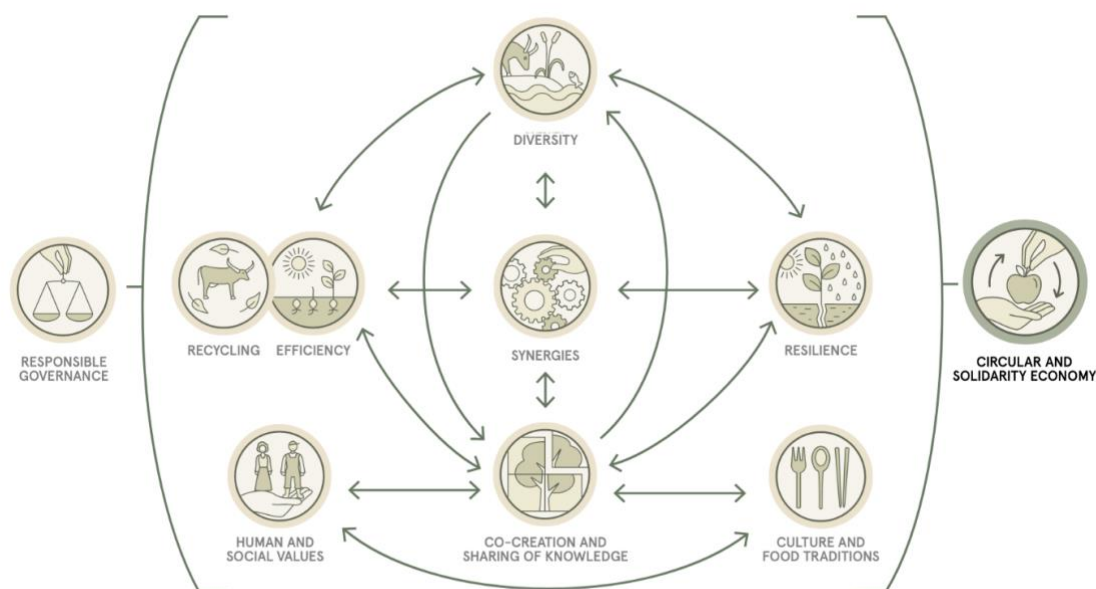 DIVERSITY
RECYCLING
EFFICIENCY
SYNERGIES
RESILIENCE
RESPONSIBLE
GOVERNANCE
CIRCULAR AND
SOLIDARITY ECONOMY
HUMAN AND
SOCIAL VALUES
CO-CREATION AND
SHARING OF KNOWLEDGE
CULTURE AND
FOOD TRADITIONS